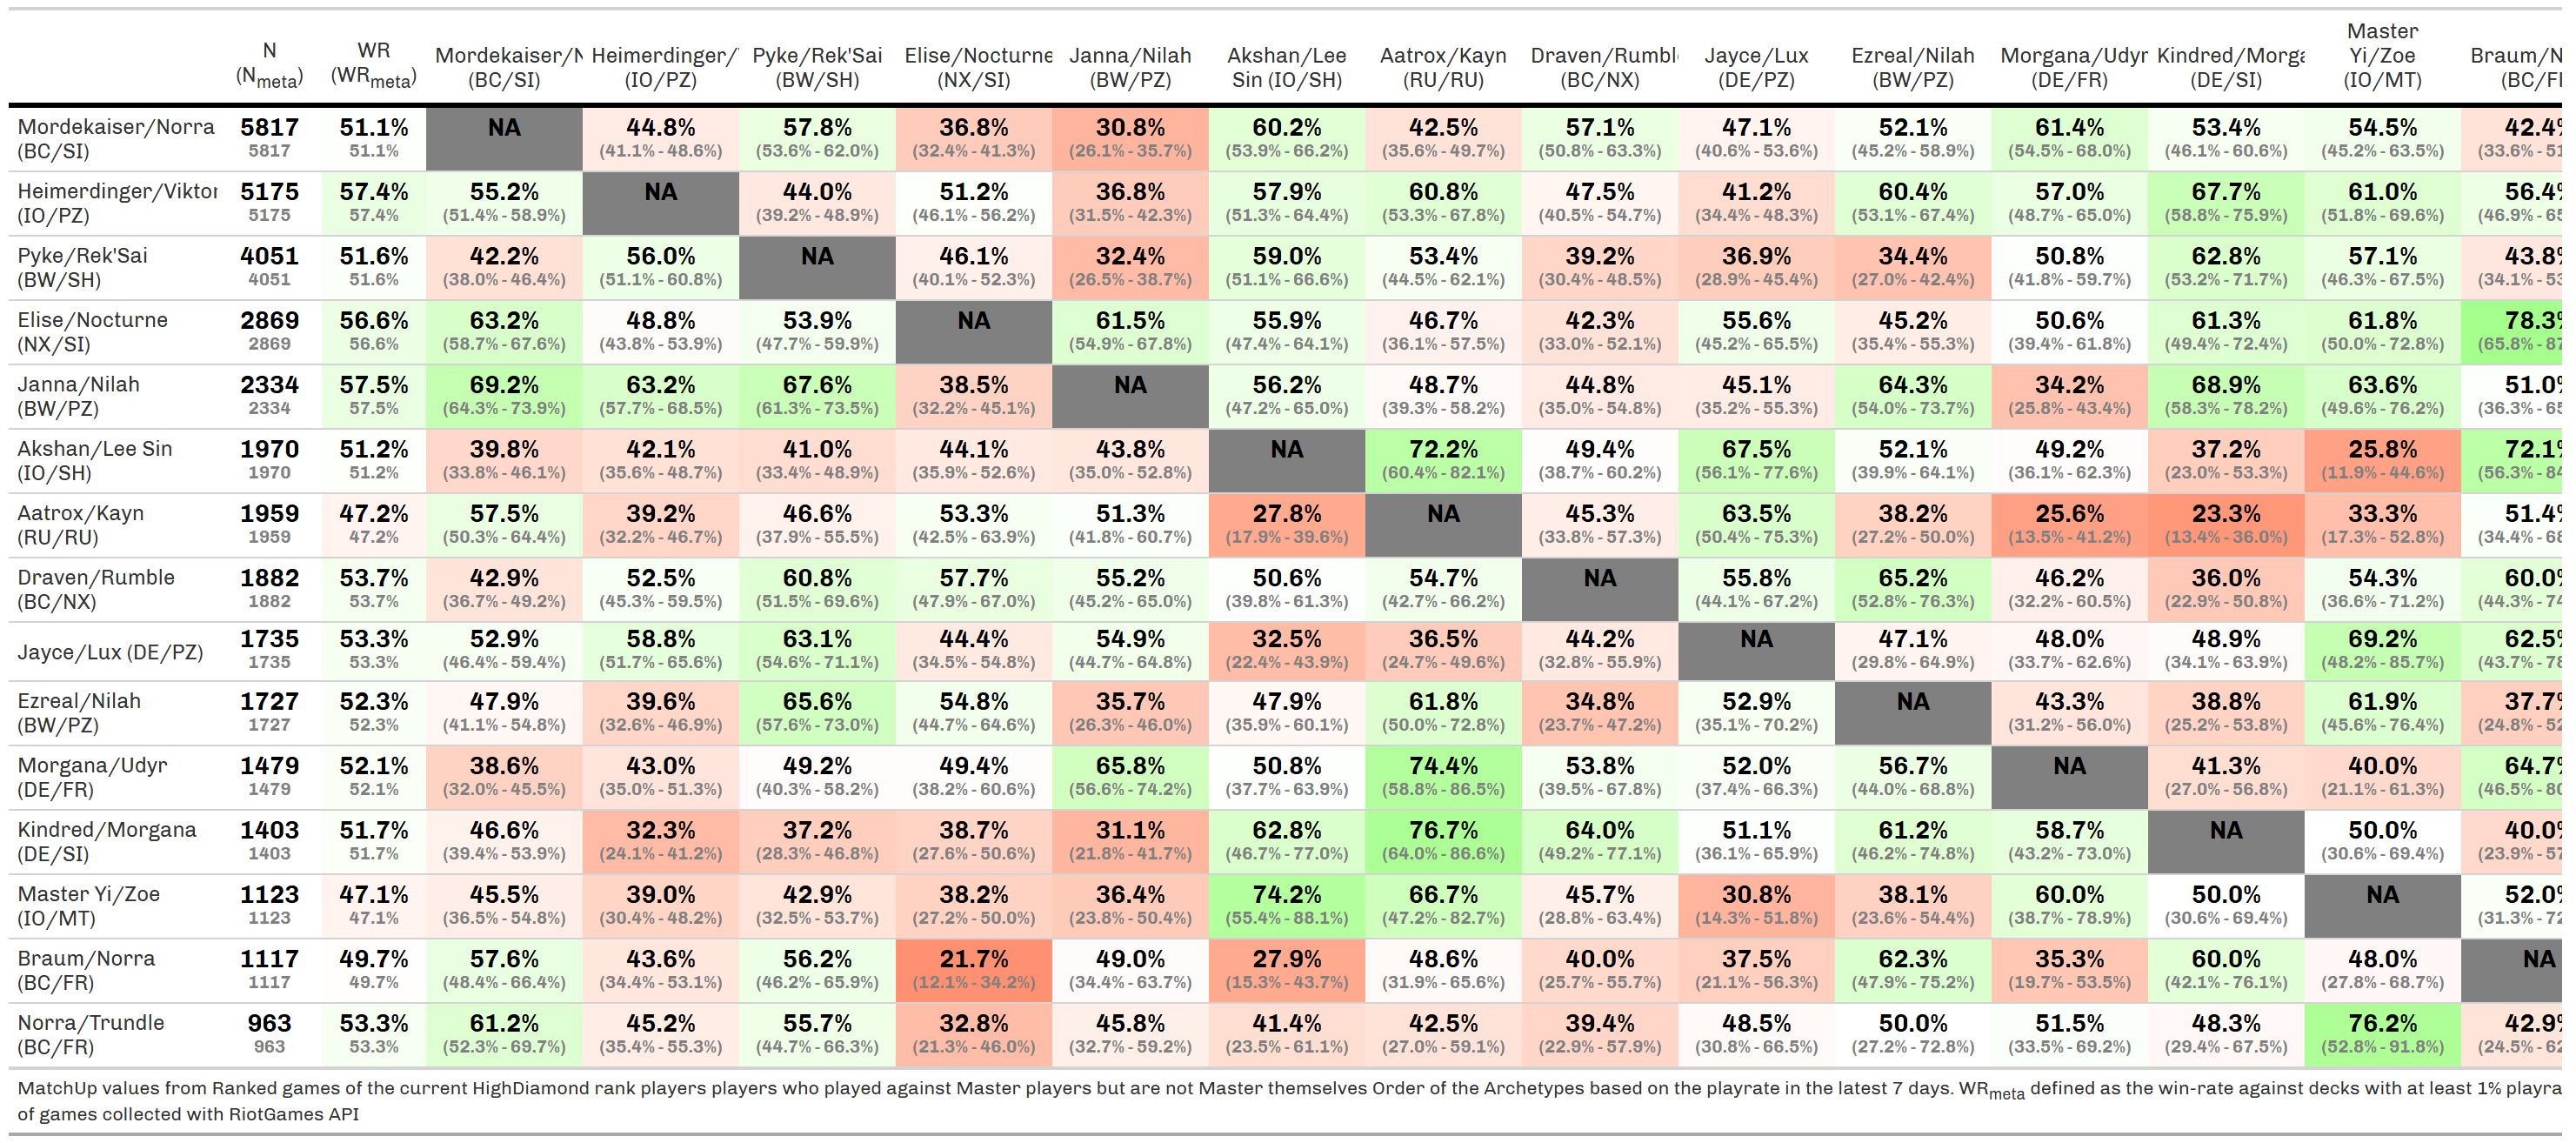 N (Nmeta) WR (WRmeta) Mordekaiser/N (BC/SI) Heimerdinger/ (IO/PZ) Pyke/Rek'Sai (BW/SH) Elise/Nocturne (NX/SI) Janna/Nilah (BW/PZ) Akshan/Lee Sin (IO/SH) Aatrox/Kayn (RU/RU) Draven/Rumbl (BC/NX) Jayce/Lux (DE/PZ) Ezreal/Nilah (BW/PZ) Morgana/Udyr (DE/FR) Kindred/Morga (DE/SI) Master Yi/Zoe (IO/MT) Braum/N (BC/F
Mordekaiser/Norra 5817 51.1% NA 44.8% 57.8% 36.8% 30.8% 60.2% 42.5% 57.1% 47.1% 52.1% 61.4% 53.4% 54.5% 42.4%
(BC/SI) 5817 51.1% (41.1% - 48.6%) (53.6% - 62.0%) (32.4% - 41.3%) (26.1% - 35.7%) (53.9% - 66.2%) (35.6% - 49.7%) (50.8% - 63.3%) (40.6% - 53.6%) (45.2% - 58.9%) (54.5% - 68.0%) (46.1% - 60.6%) (45.2% - 63.5%) (33.6% - 51
Heimerdinger/Viktor 5175 57.4% 55.2% NA 44.0% 51.2% 36.8% 57.9% 60.8% 47.5% 41.2% 60.4% 57.0% 67.7% 61.0% 56.4%
(IO/PZ) 5175 57.4% (51.4% - 58.9%) (39.2% - 48.9%) (46.1% - 56.2%) (31.5% - 42.3%) (51.3% - 64.4%) (53.3% - 67.8%) (40.5% - 54.7%) (34.4% - 48.3%) (53.1% - 67.4%) (48.7% - 65.0%) (58.8% - 75.9%) (51.8% - 69.6%) (46.9% - 65
Pyke/Rek'Sai 4051 51.6% 42.2% 56.0% NA 46.1% 32.4% 59.0% 53.4% 39.2% 36.9% 34.4% 50.8% 62.8% 57.1% 43.8%
(BW/SH) 4051 51.6% (38.0% - 46.4%) (51.1% - 60.8%) (40.1% - 52.3%) (26.5% - 38.7%) (51.1% - 66.6%) (44.5% - 62.1%) (30.4% - 48.5%) (28.9% - 45.4%) (27.0% - 42.4%) (41.8% - 59.7%) (53.2% - 71.7%) (46.3% - 67.5%) (34.1% - 53
Elise/Nocturne 2869 56.6% 63.2% 48.8% 53.9% NA 61.5% 55.9% 46.7% 42.3% 55.6% 45.2% 50.6% 61.3% 61.8% 78.3%
(NX/SI) 2869 56.6% (58.7% - 67.6%) (43.8% - 53.9%) (47.7% - 59.9%) (54.9% - 67.8%) (47.4% - 64.1%) (36.1% - 57.5%) (33.0% - 52.1%) (45.2% - 65.5%) (35.4% - 55.3%) (39.4% - 61.8%) (49.4% - 72.4%) (50.0% - 72.8%) (65.8% - 87
Janna/Nilah 2334 57.5% 69.2% 63.2% 67.6% 38.5% NA 56.2% 48.7% 44.8% 45.1% 64.3% 34.2% 68.9% 63.6% 51.0%
(BW/PZ) 2334 57.5% (64.3% - 73.9%) (57.7% - 68.5%) (61.3% - 73.5%) (32.2% - 45.1%) (47.2% - 65.0%) (39.3% - 58.2%) (35.0% - 54.8%) (35.2% - 55.3%) (54.0% - 73.7%) (25.8% - 43.4%) (58.3% - 78.2%) (49.6% - 76.2%) (36.3% - 65
Akshan/Lee Sin 1970 51.2% 39.8% 42.1% 41.0% 44.1% 43.8% NA 72.2% 49.4% 67.5% 52.1% 49.2% 37.2% 25.8% 72.1%
(IO/SH) 1970 51.2% (33.8% - 46.1%) (35.6% - 48.7%) (33.4% - 48.9%) (35.9% - 52.6%) (35.0% - 52.8%) (60.4% - 82.1%) (38.7% - 60.2%) (56.1% - 77.6%) (39.9% - 64.1%) (36.1% - 62.3%) (23.0% - 53.3%) (11.9% - 44.6%) (56.3% - 84
Aatrox/Kayn 1959 47.2% 57.5% 39.2% 46.6% 53.3% 51.3% 27.8% NA 45.3% 63.5% 38.2% 25.6% 23.3% 33.3% 51.4%
(RU/RU) 1959 47.2% (50.3% - 64.4%) (32.2% - 46.7%) (37.9% - 55.5%) (42.5% - 63.9%) (41.8% - 60.7%) (17.9% - 39.6%) (33.8% - 57.3%) (50.4% - 75.3%) (27.2% - 50.0%) (13.5% - 41.2%) (13.4% - 36.0%) (17.3% - 52.8%) (34.4% - 68
Draven/Rumble 1882 53.7% 42.9% 52.5% 60.8% 57.7% 55.2% 50.6% 54.7% NA 55.8% 65.2% 46.2% 36.0% 54.3% 60.0%
(BC/NX) 1882 53.7% (36.7% - 49.2%) (45.3% - 59.5%) (51.5% - 69.6%) (47.9% - 67.0%) (45.2% - 65.0%) (39.8% - 61.3%) (42.7% - 66.2%) (44.1% - 67.2%) (52.8% - 76.3%) (32.2% - 60.5%) (22.9% - 50.8%) (36.6% - 71.2%) (44.3% - 74
Jayce/Lux (DE/PZ) 1735 53.3% 52.9% 58.8% 63.1% 44.4% 54.9% 32.5% 36.5% 44.2% NA 47.1% 48.0% 48.9% 69.2% 62.5%
1735 53.3% (46.4% - 59.4%) (51.7% - 65.6%) (54.6% - 71.1%) (34.5% - 54.8%) (44.7% - 64.8%) (22.4% - 43.9%) (24.7% - 49.6%) (32.8% - 55.9%) (29.8% - 64.9%) (33.7% - 62.6%) (34.1% - 63.9%) (48.2% - 85.7%) (43.7% - 78
Ezreal/Nilah 1727 52.3% 47.9% 39.6% 65.6% 54.8% 35.7% 47.9% 61.8% 34.8% 52.9% NA 43.3% 38.8% 61.9% 37.7%
(BW/PZ) 1727 52.3% (41.1% - 54.8%) (32.6% - 46.9%) (57.6% - 73.0%) (44.7% - 64.6%) (26.3% - 46.0%) (35.9% - 60.1%) (50.0% - 72.8%) (23.7% - 47.2%) (35.1% - 70.2%) (31.2% - 56.0%) (25.2% - 53.8%) (45.6% - 76.4%) (24.8% - 52
Morgana/Udyr 1479 52.1% 38.6% 43.0% 49.2% 49.4% 65.8% 50.8% 74.4% 53.8% 52.0% 56.7% NA 41.3% 40.0% 64.7%
(DE/FR) 1479 52.1% (32.0% - 45.5%) (35.0% - 51.3%) (40.3% - 58.2%) (38.2% - 60.6%) (56.6% - 74.2%) (37.7% - 63.9%) (58.8% - 86.5%) (39.5% - 67.8%) (37.4% - 66.3%) (44.0% - 68.8%) (27.0% - 56.8%) (21.1% - 61.3%) (46.5% - 80
Kindred/Morgana 1403 51.7% 46.6% 32.3% 37.2% 38.7% 31.1% 62.8% 76.7% 64.0% 51.1% 61.2% 58.7% NA 50.0% 40.0%
(DE/SI) 1403 51.7% (39.4% - 53.9%) (24.1% - 41.2%) (28.3% - 46.8%) (27.6% - 50.6%) (21.8% - 41.7%) (46.7% - 77.0%) (64.0% - 86.6%) (49.2% - 77.1%) (36.1% - 65.9%) (46.2% - 74.8%) (43.2% - 73.0%) (30.6% - 69.4%) (23.9% - 57
Master Yi/Zoe 1123 47.1% 45.5% 39.0% 42.9% 38.2% 36.4% 74.2% 66.7% 45.7% 30.8% 38.1% 60.0% 50.0% NA 52.0%
(IO/MT) 1123 47.1% (36.5% - 54.8%) (30.4% - 48.2%) (32.5% - 53.7%) (27.2% - 50.0%) (23.8% - 50.4%) (55.4% - 88.1%) (47.2% - 82.7%) (28.8% - 63.4%) (14.3% - 51.8%) (23.6% - 54.4%) (38.7% - 78.9%) (30.6% - 69.4%) (31.3% - 72
Braum/Norra 1117 49.7% 57.6% 43.6% 56.2% 21.7% 49.0% 27.9% 48.6% 40.0% 37.5% 62.3% 35.3% 60.0% 48.0% NA
(BC/FR) 1117 49.7% (48.4% - 66.4%) (34.4% - 53.1%) (46.2% - 65.9%) (12.1% - 34.2%) (34.4% - 63.7%) (15.3% - 43.7%) (31.9% - 65.6%) (25.7% - 55.7%) (21.1% - 56.3%) (47.9% - 75.2%) (19.7% - 53.5%) (42.1% - 76.1%) (27.8% - 68.7%)
Norra/Trundle 963 53.3% 61.2% 45.2% 55.7% 32.8% 45.8% 41.4% 42.5% 39.4% 48.5% 50.0% 51.5% 48.3% 76.2% 42.9%
(BC/FR) 963 53.3% (52.3% - 69.7%) (35.4% - 55.3%) (44.7% - 66.3%) (21.3% - 46.0%) (32.7% - 59.2%) (23.5% - 61.1%) (27.0% - 59.1%) (22.9% - 57.9%) (30.8% - 66.5%) (27.2% - 72.8%) (33.5% - 69.2%) (29.4% - 67.5%) (52.8% - 91.8%) (24.5% - 62
MatchUp values from Ranked games of the current HighDiamond rank players players who played against Master players but are not Master themselves Order of the Archetypes based on the playrate in the latest 7 days. WRmeta defined as the win-rate against decks with at least 1% playra
of games collected with RiotGames API